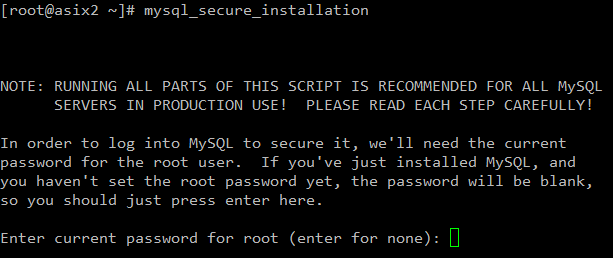 [root@asix2 ~]# mysql_secure_installation
NOTE: RUNNING ALL PARTS OF THIS SCRIPT IS RECOMMENDED FOR ALL MySQL
SERVERS IN PRODUCTION USE!  PLEASE READ EACH STEP CAREFULLY!
In order to log into MySQL to secure it, we'll need the current
password for the root user.  If you've just installed MySQL, and
you haven't set the root password yet, the password will be blank,
so you should just press enter here.
Enter current password for root (enter for none):